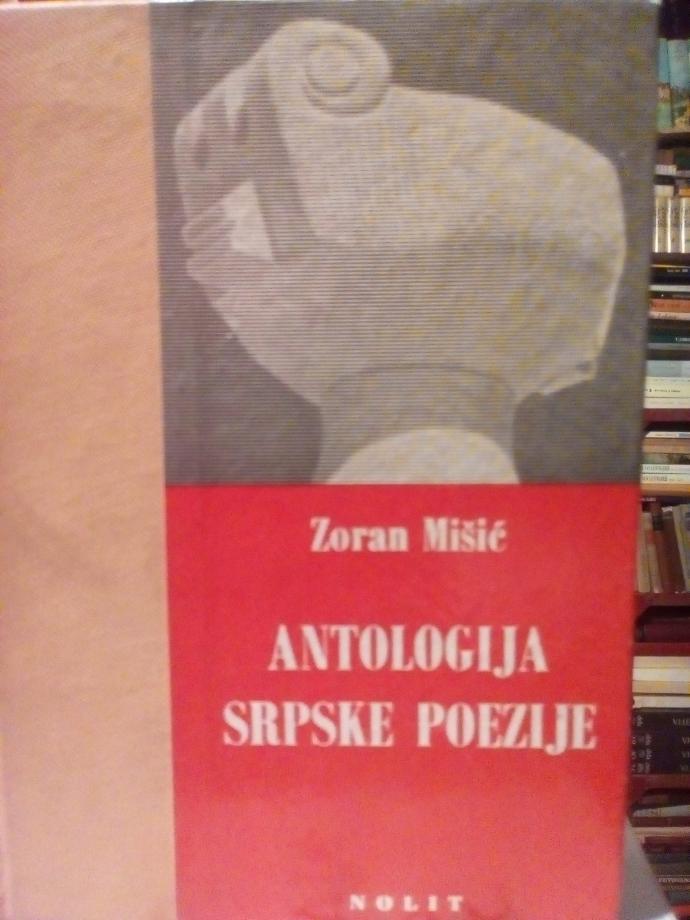 Zoran Mišić
ANTOLOGIJA
SRPSKE POEZIJE
NOLIT